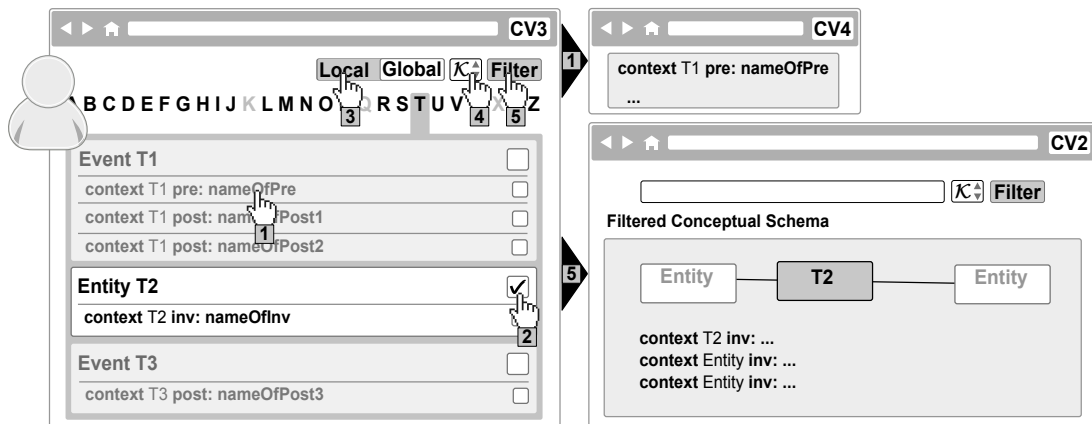 CV3
Local Global K Filter
B C D E F G H I J K L M N O Q R S T U V X Z
3 4 5
Event T1
context T1 pre: nameOfPre
context T1 post: nameOfPost1
1
context T1 post: nameOfPost2
Entity T2
context T2 inv: nameOfInv
2
Event T3
context T3 post: nameOfPost3
1
5
CV4
context T1 pre: nameOfPre
...
CV2
K Filter
Filtered Conceptual Schema
Entity T2 Entity
context T2 inv: ...
context Entity inv: ...
context Entity inv: ...